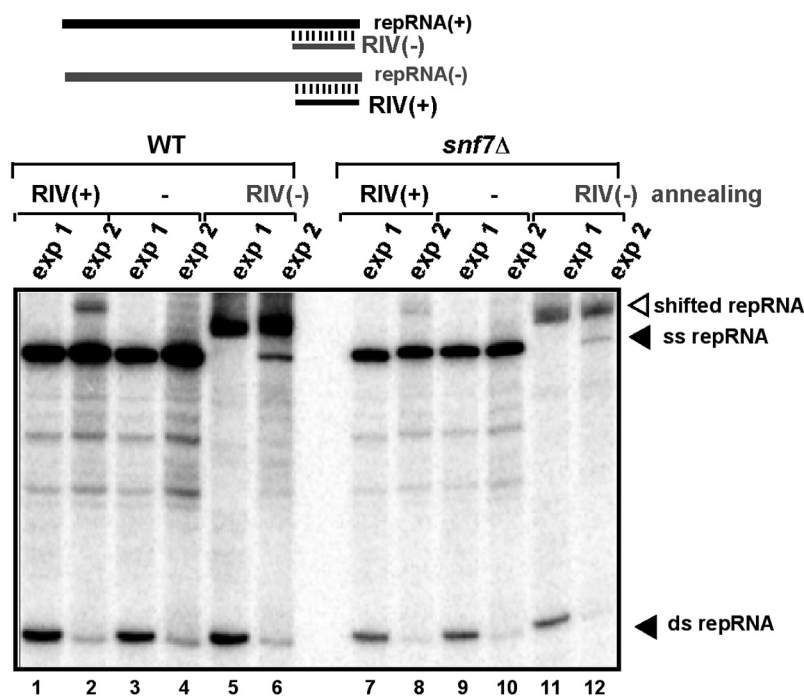 repRNA(+)
RIV(-)
repRNA(-)
RIV(+)
WT snf7Δ
RIV(+) - RIV(-) RIV(+) - RIV(-) annealing
exp 1 exp 2 exp 1 exp 2 exp 1 exp 2 exp 1 exp 2 exp 1 exp 2 exp 1 exp 2
shifted repRNA
ss repRNA
ds repRNA
1 2 3 4 5 6 7 8 9 10 11 12